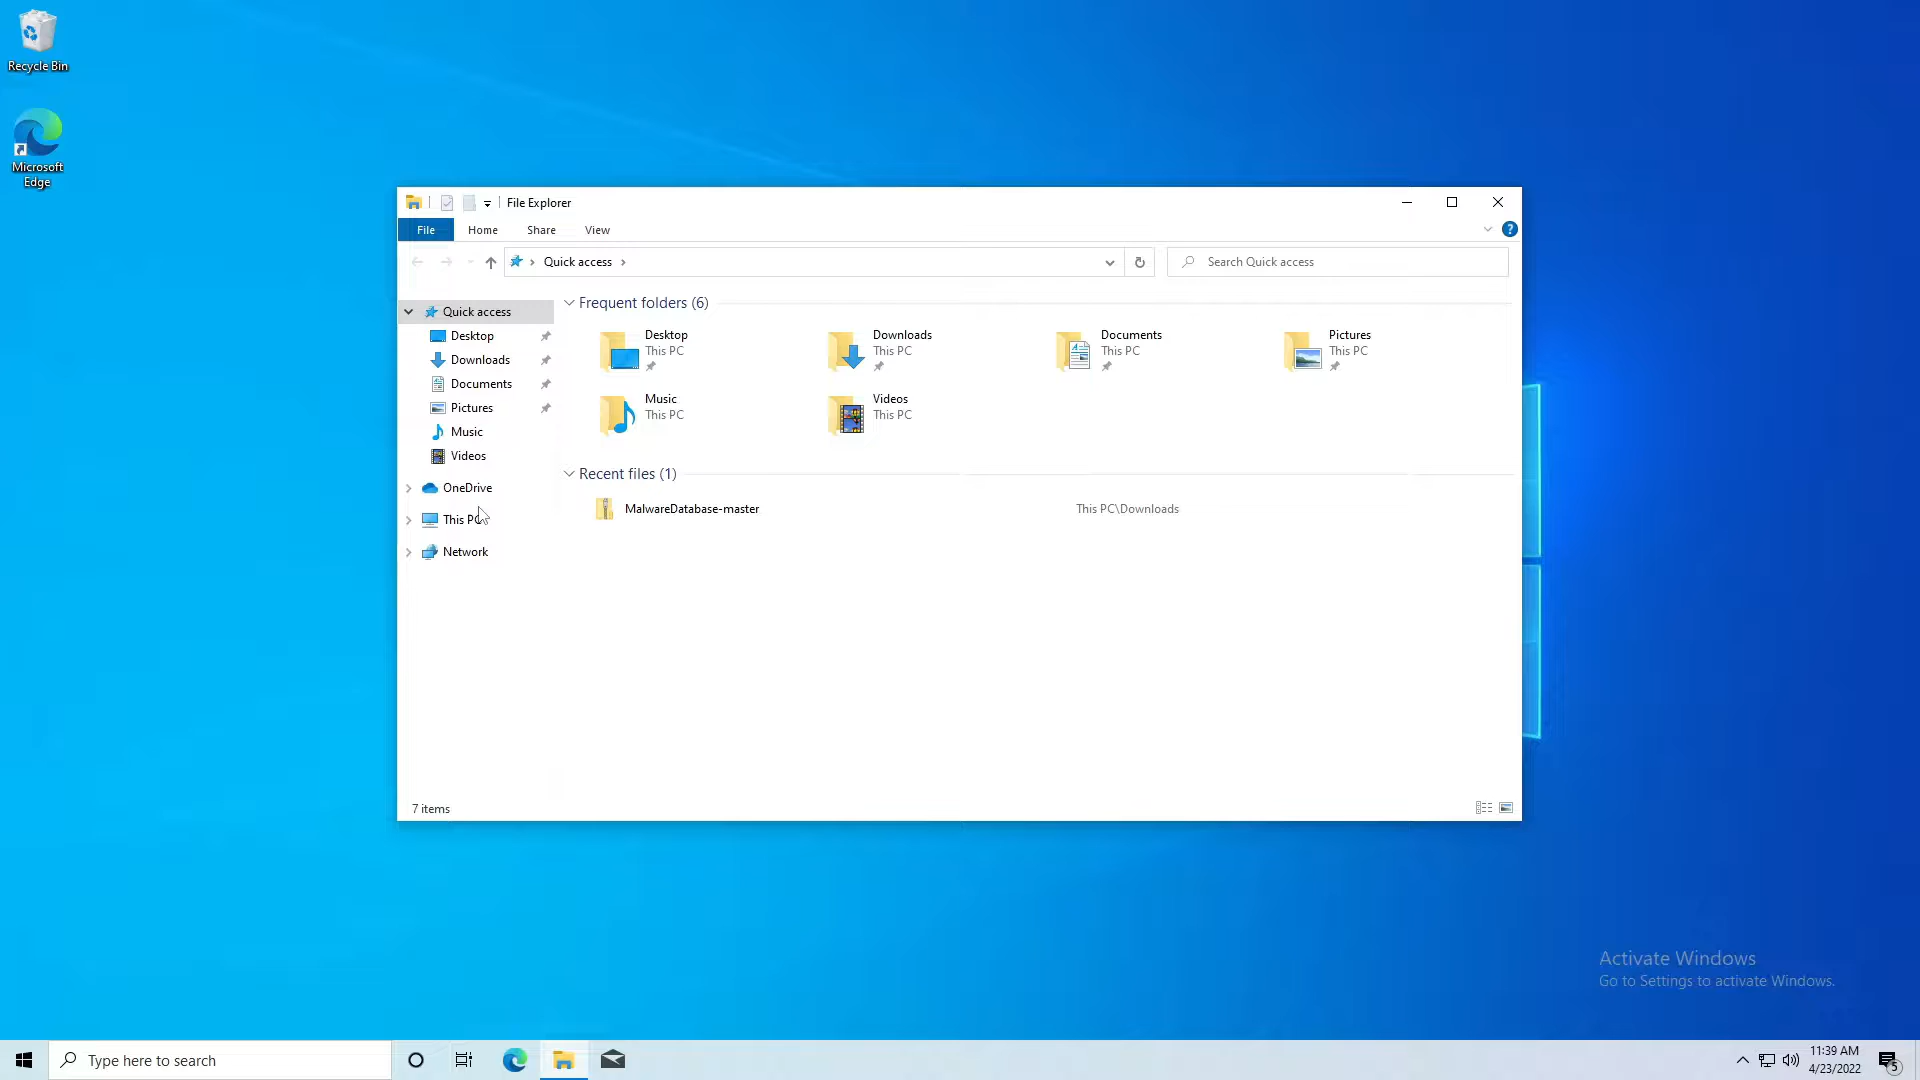 Recycle Bin
Microsoft
Edge
File Explorer
File
Home
Share
View
?
Quick access
Search Quick access
Quick access
Desktop
Downloads
Documents
Pictures
Music
Videos
OneDrive
This PC
Network
Frequent folders (6)
Desktop
This PC
Downloads
This PC
Documents
This PC
Pictures
This PC
Music
This PC
Videos
This PC
Recent files (1)
MalwareDatabase-master
This PC\Downloads
7 items
Activate Windows
Go to Settings to activate Windows.
Type here to search
11:39 AM
4/23/2022
5